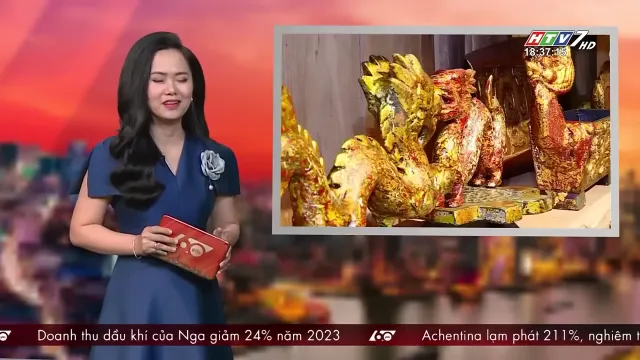 HTV7 HD
18:37:15
Doanh thu dầu khí của Nga giảm 24% năm 2023
Achentina lạm phát 211%, nghiêm